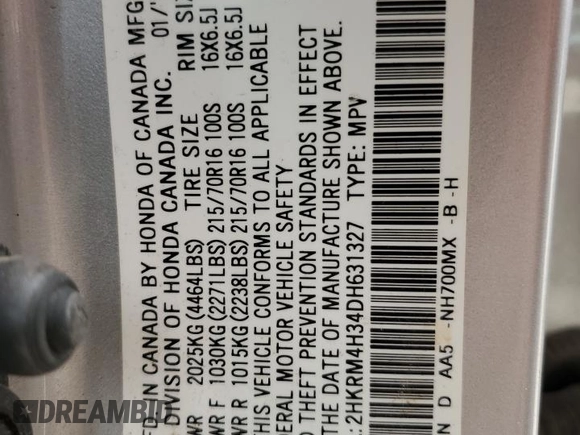 FD. IN CANADA BY HONDA OF CANADA MFG
DIVISION OF HONDA CANADA INC. 01/
WR 2025KG (4464LBS) TIRE SIZE RIM SIZ
WR F 1030KG (2271LBS) 215/70R16 100S 16X6.5J
WR R 1015KG (2238LBS) 215/70R16 100S 16X6.5J
THIS VEHICLE CONFORMS TO ALL APPLICABLE
ERAL MOTOR VEHICLE SAFETY
D THEFT PREVENTION STANDARDS IN EFFECT
THE DATE OF MANUFACTURE SHOWN ABOVE.
: 2HKRM4H34DH631327 TYPE: MPV
N D AA5 -NH700MX -B -H
DREAMBID